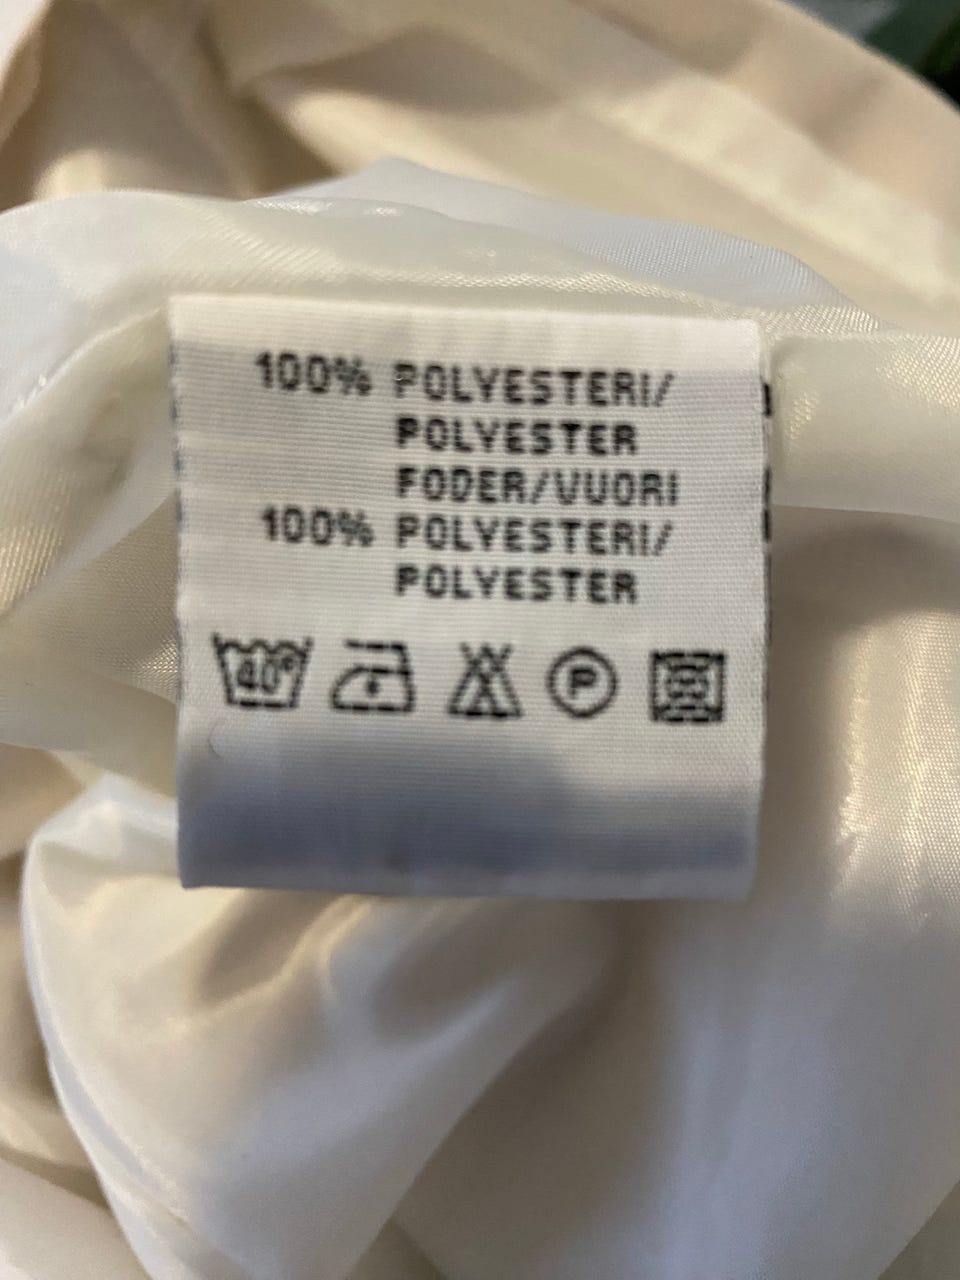 100% POLYESTERI/
POLYESTER
FODER/VUORI
100% POLYESTERI/
POLYESTER
40° P